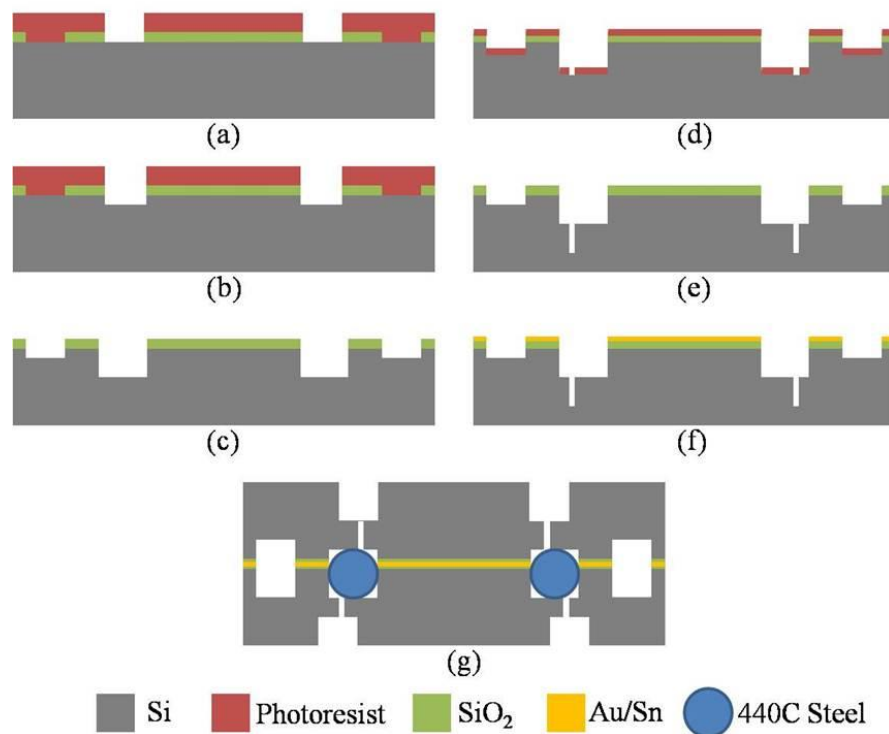 (a)
(d)
(b)
(e)
(c)
(f)
(g)
Si
Photoresist
SiO₂
Au/Sn
440C Steel